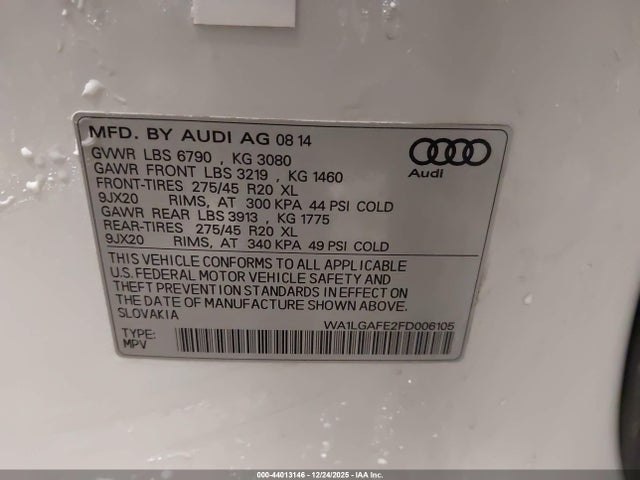 MFD. BY AUDI AG 08 14
GVWR LBS 6790 , KG 3080
GAWR FRONT LBS 3219 , KG 1460
FRONT-TIRES 275/45 R20 XL
9JX20 RIMS, AT 300 KPA 44 PSI COLD
GAWR REAR LBS 3913 , KG 1775
REAR-TIRES 275/45 R20 XL
9JX20 RIMS, AT 340 KPA 49 PSI COLD
Audi
THIS VEHICLE CONFORMS TO ALL APPLICABLE
U.S. FEDERAL MOTOR VEHICLE SAFETY AND
THEFT PREVENTION STANDARDS IN EFFECT ON
THE DATE OF MANUFACTURE SHOWN ABOVE.
SLOVAKIA
WA1LGAFE2FD006105
TYPE:
MPV
000-44013146 - 12/24/2025 - IAA Inc.